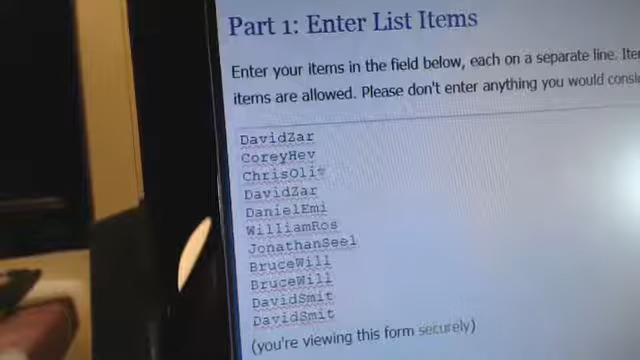 Part 1: Enter List Items
Enter your items in the field below, each on a separate line.
items are allowed. Please don't enter anything you would
DavidZar
CoreyHev
ChrisOliv
DavidZar
DanielEmi
WilliamRos
JonathanSeel
BruceWill
BruceWill
DavidSmit
DavidSmit
(you're viewing this form securely)